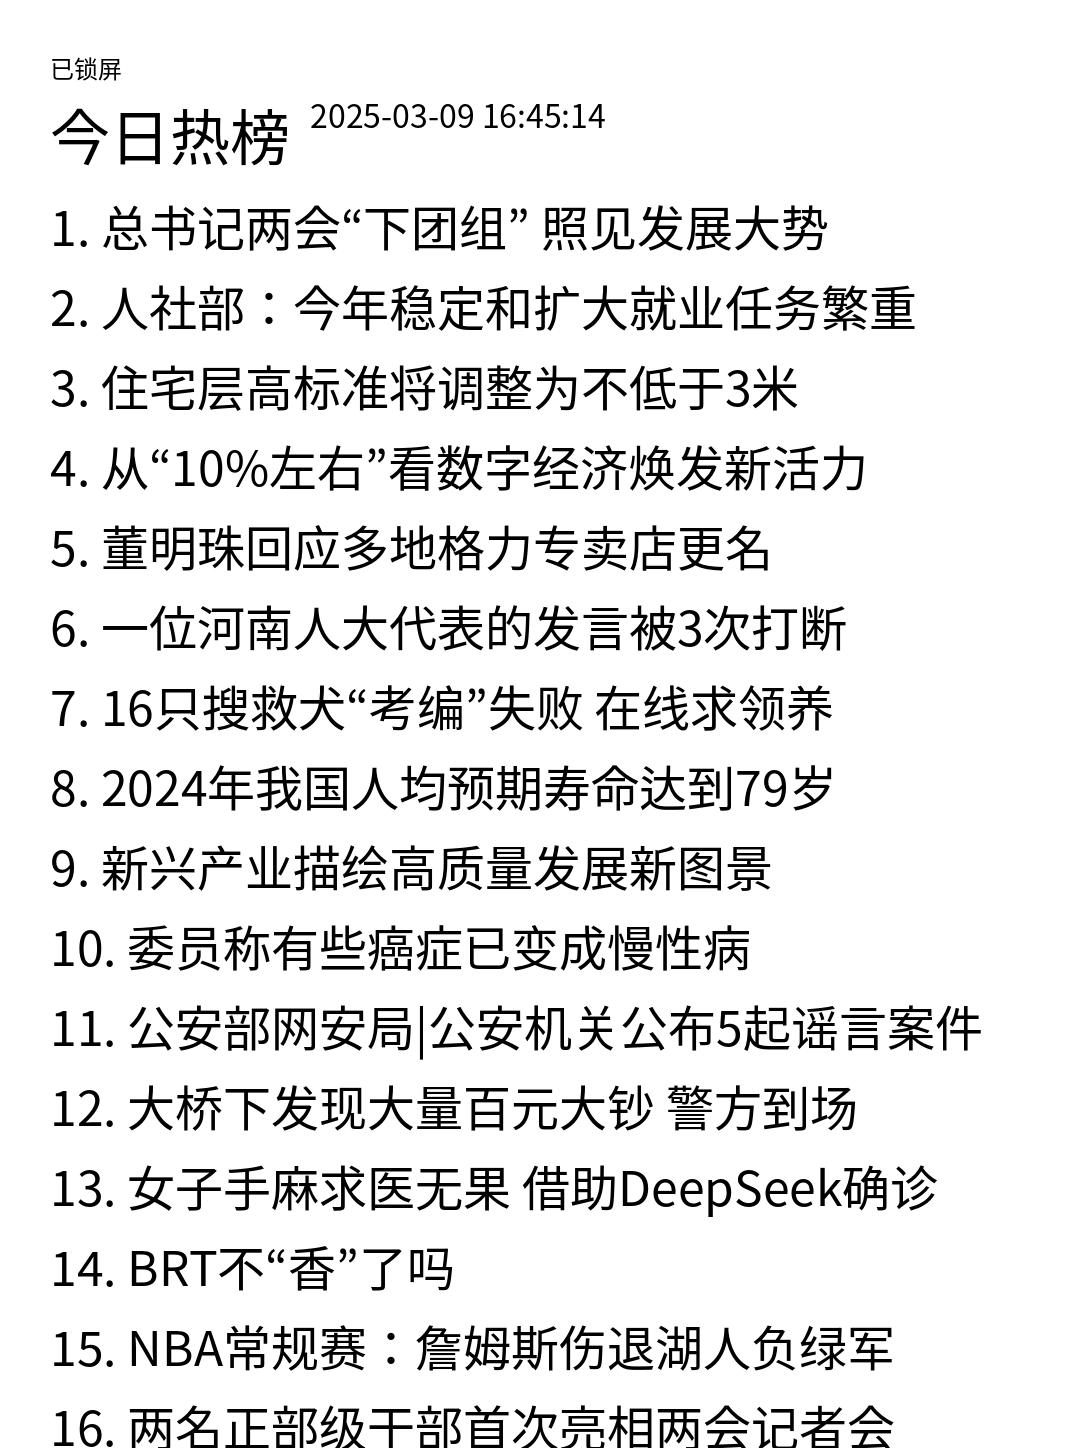 已锁屏
今日热榜 2025-03-09 16:45:14
1. 总书记两会“下团组” 照见发展大势
2. 人社部：今年稳定和扩大就业任务繁重
3. 住宅层高标准将调整为不低于3米
4. 从“10%左右”看数字经济焕发新活力
5. 董明珠回应多地格力专卖店更名
6. 一位河南人大代表的发言被3次打断
7. 16只搜救犬“考编”失败 在线求领养
8. 2024年我国人均预期寿命达到79岁
9. 新兴产业描绘高质量发展新图景
10. 委员称有些癌症已变成慢性病
11. 公安部网安局|公安机关公布5起谣言案件
12. 大桥下发现大量百元大钞 警方到场
13. 女子手麻求医无果 借助DeepSeek确诊
14. BRT不“香”了吗
15. NBA常规赛：詹姆斯伤退湖人负绿军
16. 两名正部级干部首次亮相两会记者会